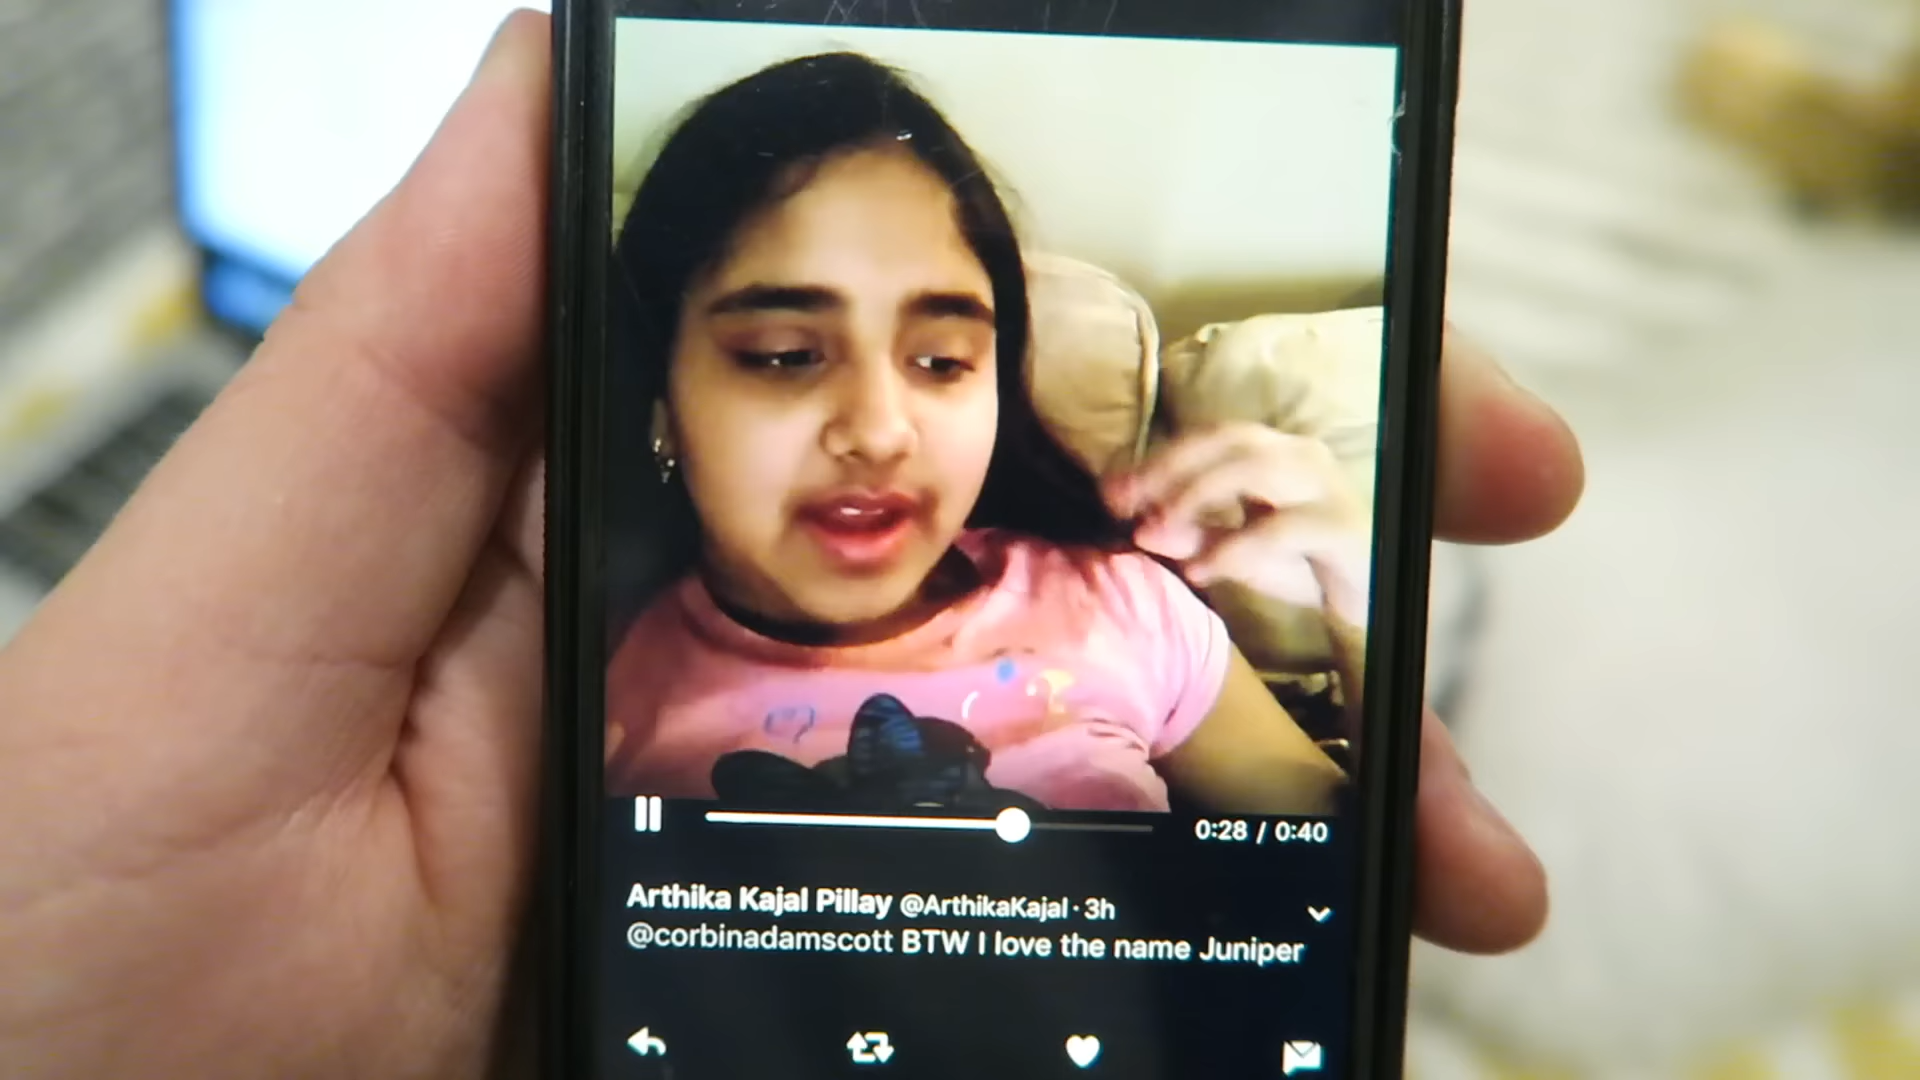 0:28 / 0:40
Arthika Kajal Pillay @ArthikaKajal · 3h
@corbinadamscott BTW I love the name Juniper